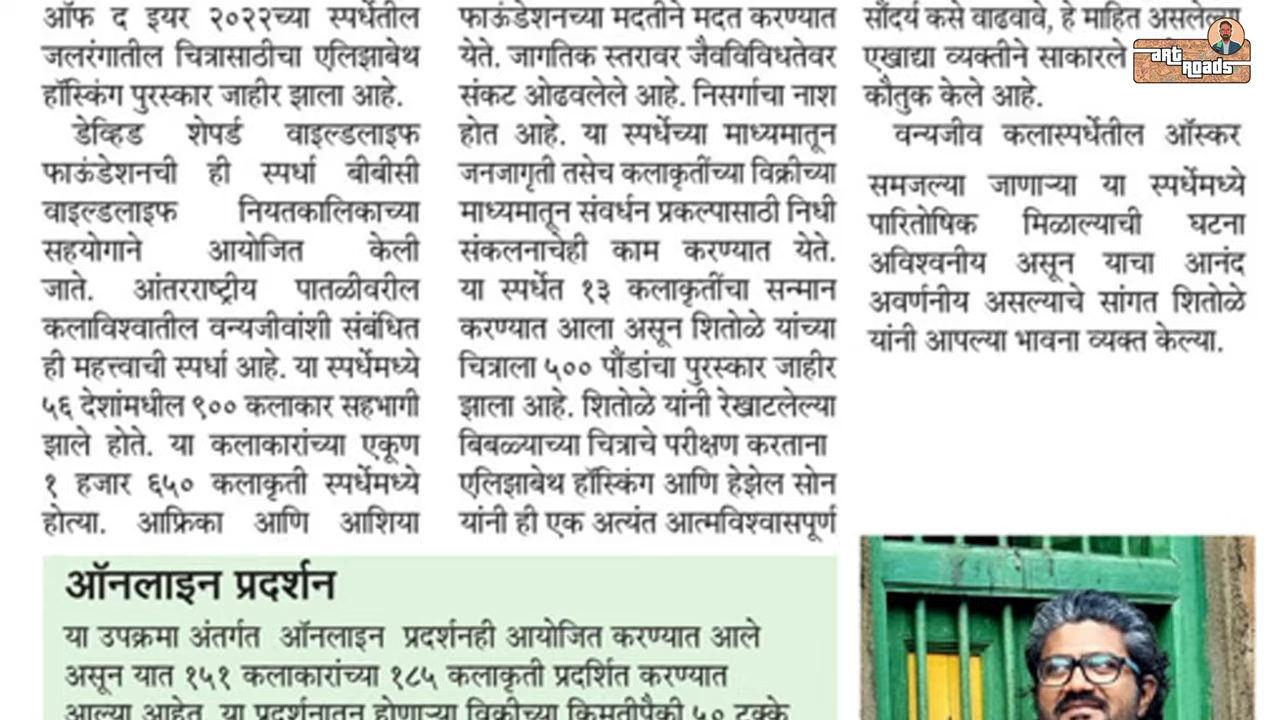 ऑफ द इयर २०२२च्या स्पर्धेतील
जलरंगातील चित्रासाठीचा एलिझाबेथ
हॉस्किंग पुरस्कार जाहीर झाला आहे.
डेव्हिड शेपर्ड वाइल्डलाइफ
फाऊंडेशनची ही स्पर्धा बीबीसी
वाइल्डलाइफ नियतकालिकाच्या
सहयोगाने आयोजित केली
जाते. आंतरराष्ट्रीय पातळीवरील
कलाविश्वातील वन्यजीवांशी संबंधित
ही महत्त्वाची स्पर्धा आहे. या स्पर्धेमध्ये
५६ देशांमधील ९०० कलाकार सहभागी
झाले होते. या कलाकारांच्या एकूण
१ हजार ६५० कलाकृती स्पर्धेमध्ये
होत्या. आफ्रिका आणि आशिया
फाऊंडेशनच्या मदतीने मदत करण्यात
येते. जागतिक स्तरावर जैवविविधतेवर
संकट ओढवलेले आहे. निसर्गाचा नाश
होत आहे. या स्पर्धेच्या माध्यमातून
जनजागृती तसेच कलाकृतींच्या विक्रीच्या
माध्यमातून संवर्धन प्रकल्पासाठी निधी
संकलनाचेही काम करण्यात येते.
या स्पर्धेत १३ कलाकृतींचा सन्मान
करण्यात आला असून शितोळे यांच्या
चित्राला ५०० पौंडांचा पुरस्कार जाहीर
झाला आहे. शितोळे यांनी रेखाटलेल्या
बिबळ्याच्या चित्राचे परीक्षण करताना
एलिझाबेथ हॉस्किंग आणि हेझेल सोन
यांनी ही एक अत्यंत आत्मविश्वासपूर्ण
सौंदर्य कसे वाढवावे, हे माहित असलेल्या
एखाद्या व्यक्तीने साकारले
कौतुक केले आहे.
वन्यजीव कलास्पर्धेतील ऑस्कर
समजल्या जाणाऱ्या या स्पर्धेमध्ये
पारितोषिक मिळाल्याची घटना
अविश्वनीय असून याचा आनंद
अवर्णनीय असल्याचे सांगत शितोळे
यांनी आपल्या भावना व्यक्त केल्या.
ART ROADS
ऑनलाइन प्रदर्शन
या उपक्रमा अंतर्गत ऑनलाइन प्रदर्शनही आयोजित करण्यात आले
असून यात १५१ कलाकारांच्या १८५ कलाकृती प्रदर्शित करण्यात
आल्या आहेत. या प्रदर्शनातून होणाऱ्या विक्रीच्या किमतीपैकी ५० टक्के